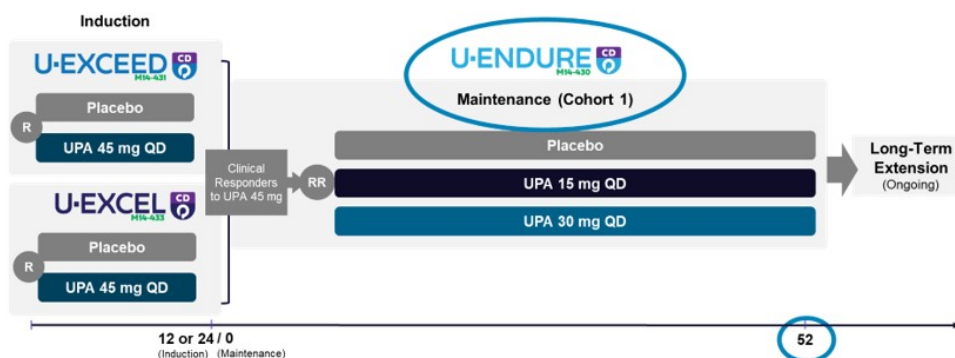 Induction
U-EXCEED CD
M14-431
Placebo
R
UPA 45 mg QD
U-EXCEL CD
M14-433
Placebo
R
UPA 45 mg QD
Clinical
Responders
to UPA 45 mg
RR
U-ENDURE CD
M14-430
Maintenance (Cohort 1)
Placebo
UPA 15 mg QD
UPA 30 mg QD
Long-Term
Extension
(Ongoing)
12 or 24 / 0
(Induction) (Maintenance)
52